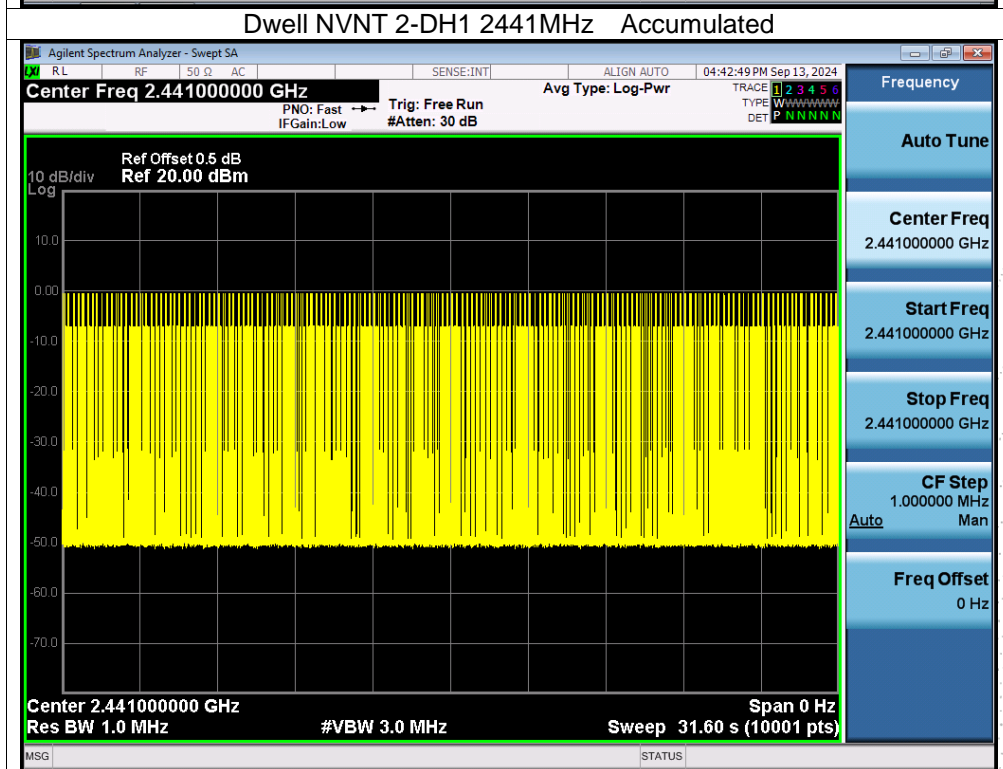 Dwell NVNT 2-DH1 2441MHz Accumulated
Agilent Spectrum Analyzer - Swept SA
LXI RL RF 50 Ω AC SENSE:INT ALIGN AUTO 04:42:49 PM Sep 13, 2024
Center Freq 2.441000000 GHz
PNO: Fast
IFGain:Low
Trig: Free Run
#Atten: 30 dB
Avg Type: Log-Pwr
TRACE 1 2 3 4 5 6
TYPE WWWWWW
DET P N N N N N
Frequency
Auto Tune
Center Freq
2.441000000 GHz
Start Freq
2.441000000 GHz
Stop Freq
2.441000000 GHz
CF Step
1.000000 MHz
Auto Man
Freq Offset
0 Hz
Ref Offset 0.5 dB
10 dB/div Ref 20.00 dBm
Log
10.0
0.00
-10.0
-20.0
-30.0
-40.0
-50.0
-60.0
-70.0
Center 2.441000000 GHz Span 0 Hz
Res BW 1.0 MHz #VBW 3.0 MHz Sweep 31.60 s (10001 pts)
MSG STATUS